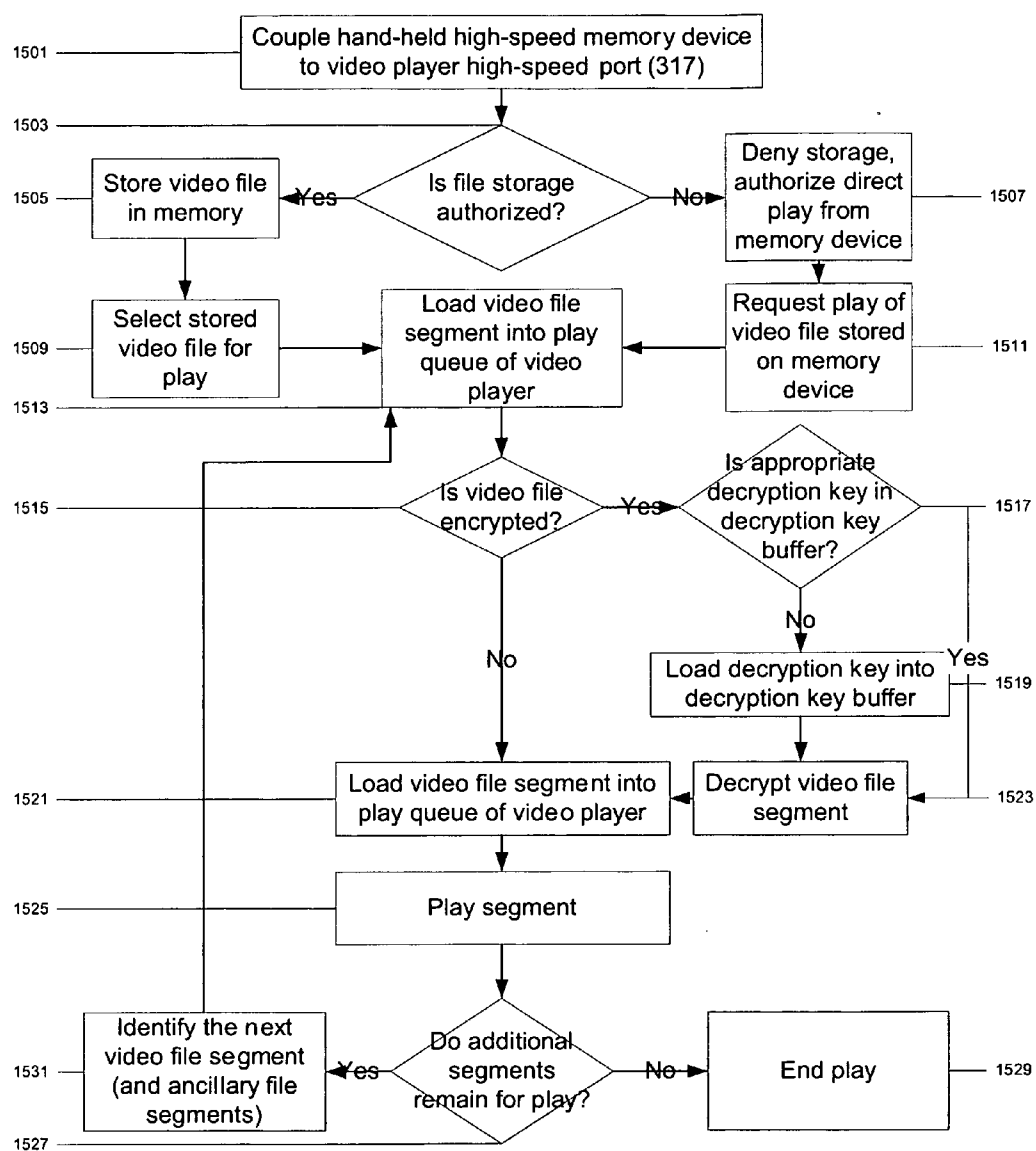 Couple hand-held high-speed memory device
to video player high-speed port (317)
1501
1503
Is file storage
authorized?
Yes
No
Store video file
in memory
1505
Deny storage,
authorize direct
play from
memory device
1507
Select stored
video file for
play
1509
Load video file
segment into play
queue of video
player
Request play of
video file stored
on memory
device
1511
1513
Is video file
encrypted?
1515
Yes
Is appropriate
decryption key in
decryption key
buffer?
1517
No
No
Yes
Load decryption key into
decryption key buffer
1519
Load video file segment into
play queue of video player
1521
Decrypt video file
segment
1523
Play segment
1525
Identify the next
video file segment
(and ancillary file
segments)
1531
Yes
Do additional
segments
remain for play?
No
End play
1529
1527